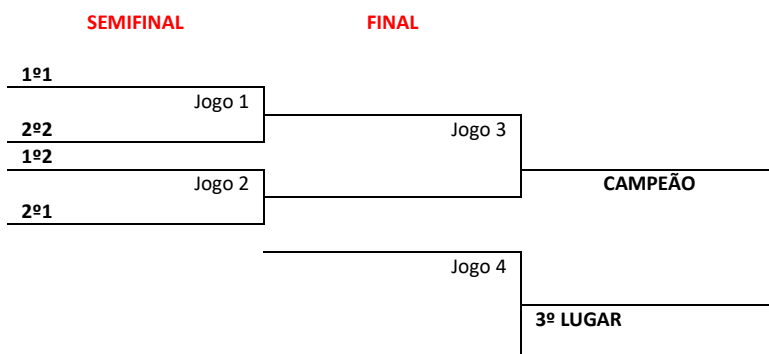 SEMIFINAL FINAL
1º1
Jogo 1
2º2 Jogo 3
1º2
Jogo 2 CAMPEÃO
2º1
Jogo 4
3º LUGAR